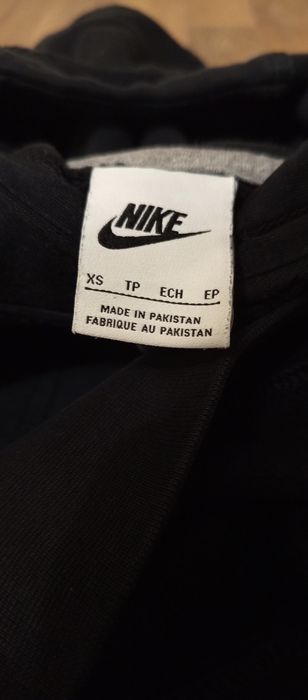 NIKE
XS TP ECH EP
MADE IN PAKISTAN
FABRIQUE AU PAKISTAN